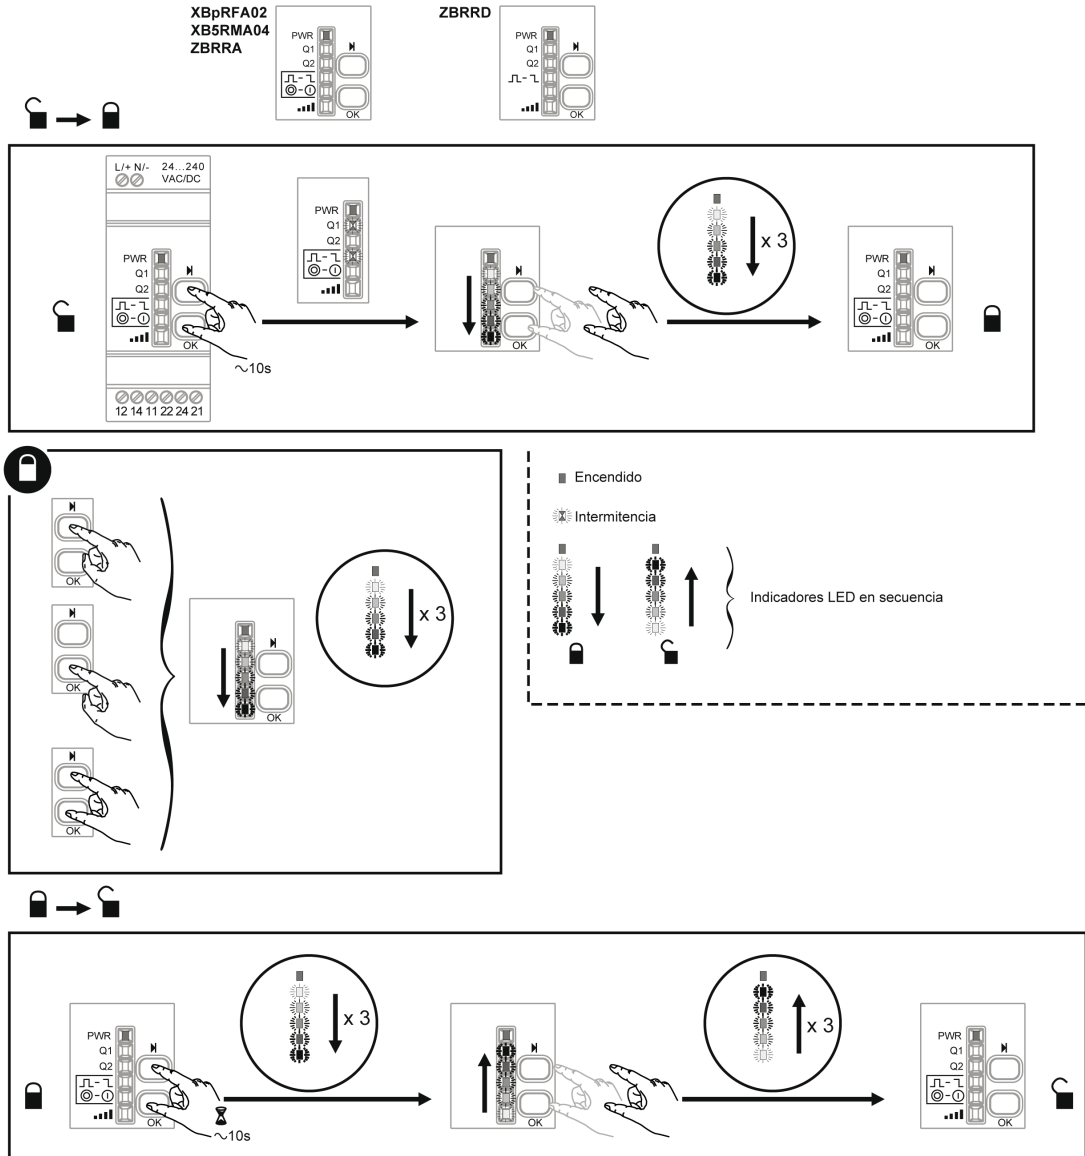 XBpRFA02
XB5RMA04
ZBRRA
PWR
Q1
Q2
OK
ZBRRD
PWR
Q1
Q2
OK
L/+ N/- 24...240
VAC/DC
PWR
Q1
Q2
OK
~10s
12 14 11 22 24 21
PWR
Q1
Q2
OK
x 3
PWR
Q1
Q2
OK
OK
OK
OK
OK
x 3
Encendido
Intermitencia
Indicadores LED en secuencia
PWR
Q1
Q2
OK
~10s
x 3
OK
x 3
PWR
Q1
Q2
OK